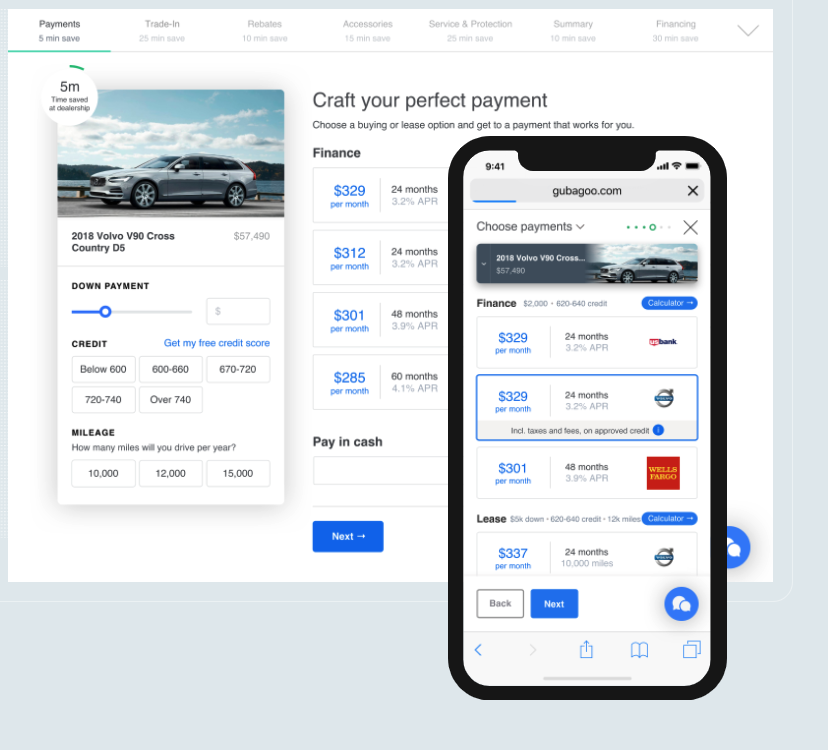 Payments
5 min save
Trade-In
25 min save
Rebates
10 min save
Accessories
15 min save
Service & Protection
25 min save
Summary
10 min save
Financing
30 min save
5m
Time saved
at dealership
2018 Volvo V90 Cross
Country D5
$57,490
DOWN PAYMENT
$
CREDIT
Get my free credit score
Below 600
600-660
670-720
720-740
Over 740
MILEAGE
How many miles will you drive per year?
10,000
12,000
15,000
Craft your perfect payment
Choose a buying or lease option and get to a payment that works for you.
Finance
$329
per month
24 months
3.2% APR
$312
per month
24 months
3.2% APR
$301
per month
48 months
3.9% APR
$285
per month
60 months
4.1% APR
Pay in cash
Next →
9:41
gubagoo.com
Choose payments
2018 Volvo V90 Cross...
$57,490
Finance $2,000 • 620-640 credit
Calculator →
$329
per month
24 months
3.2% APR
usbank
$329
per month
24 months
3.2% APR
VOLVO
Incl. taxes and fees, on approved credit
$301
per month
48 months
3.9% APR
WELLS
FARGO
Lease $5k down • 620-640 credit • 12k miles
Calculator →
$337
per month
24 months
10,000 miles
VOLVO
Back
Next